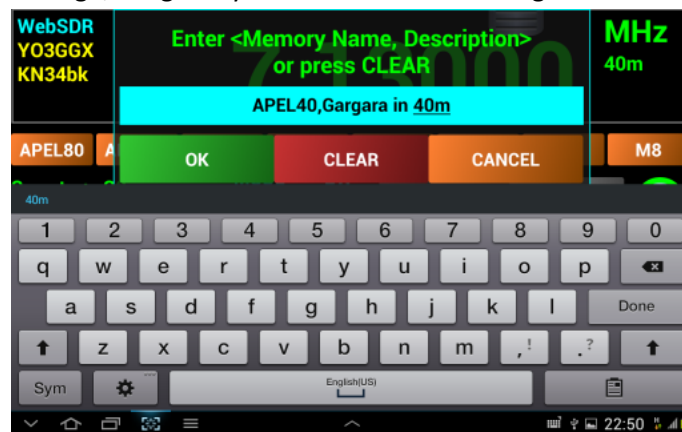 WebSDR
YO3GGX
KN34bk
Enter <Memory Name, Description>
or press CLEAR
MHz
40m
APEL40,Gargara in 40m
APEL80
M8
OK CLEAR CANCEL
40m
1 2 3 4 5 6 7 8 9 0
q w e r t y u i o p
a s d f g h j k l Done
z x c v b n m ,! .?
Sym English(US)
22:50